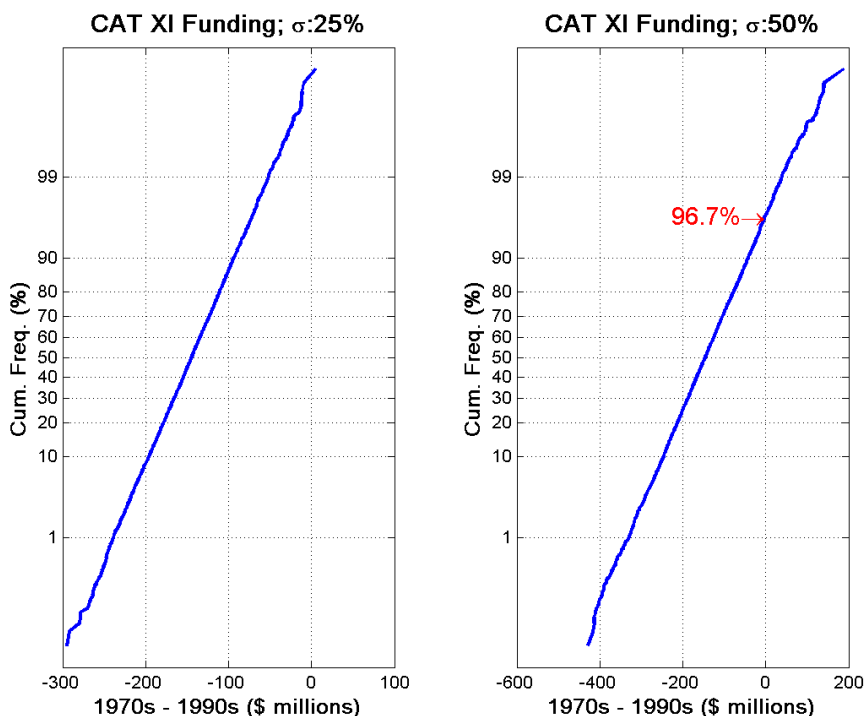 CAT XI Funding; σ:25%
99
90
80
70
60
50
40
30
20
10
1
Cum. Freq. (%)
-300 -200 -100 0 100
1970s - 1990s ($ millions)
CAT XI Funding; σ:50%
99
96.7%→
90
80
70
60
50
40
30
20
10
1
Cum. Freq. (%)
-600 -400 -200 0 200
1970s - 1990s ($ millions)